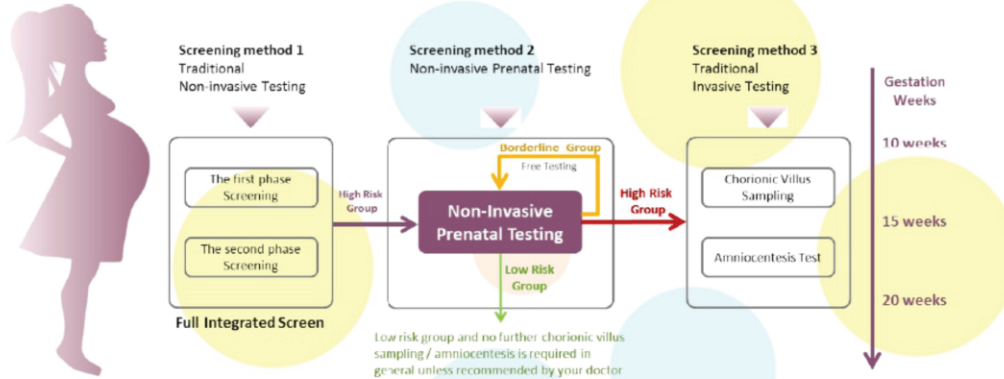 Screening method 1
Traditional
Non-invasive Testing
Screening method 2
Non-invasive Prenatal Testing
Screening method 3
Traditional
Invasive Testing
Gestation
Weeks
10 weeks
15 weeks
20 weeks
The first phase
Screening
The second phase
Screening
Full Integrated Screen
High Risk
Group
Borderline Group
Free Testing
Non-Invasive
Prenatal Testing
Low Risk
Group
Low risk group and no further chorionic villus
sampling / amniocentesis is required in
general unless recommended by your doctor
High Risk
Group
Chorionic Villus
Sampling
Amniocentesis Test